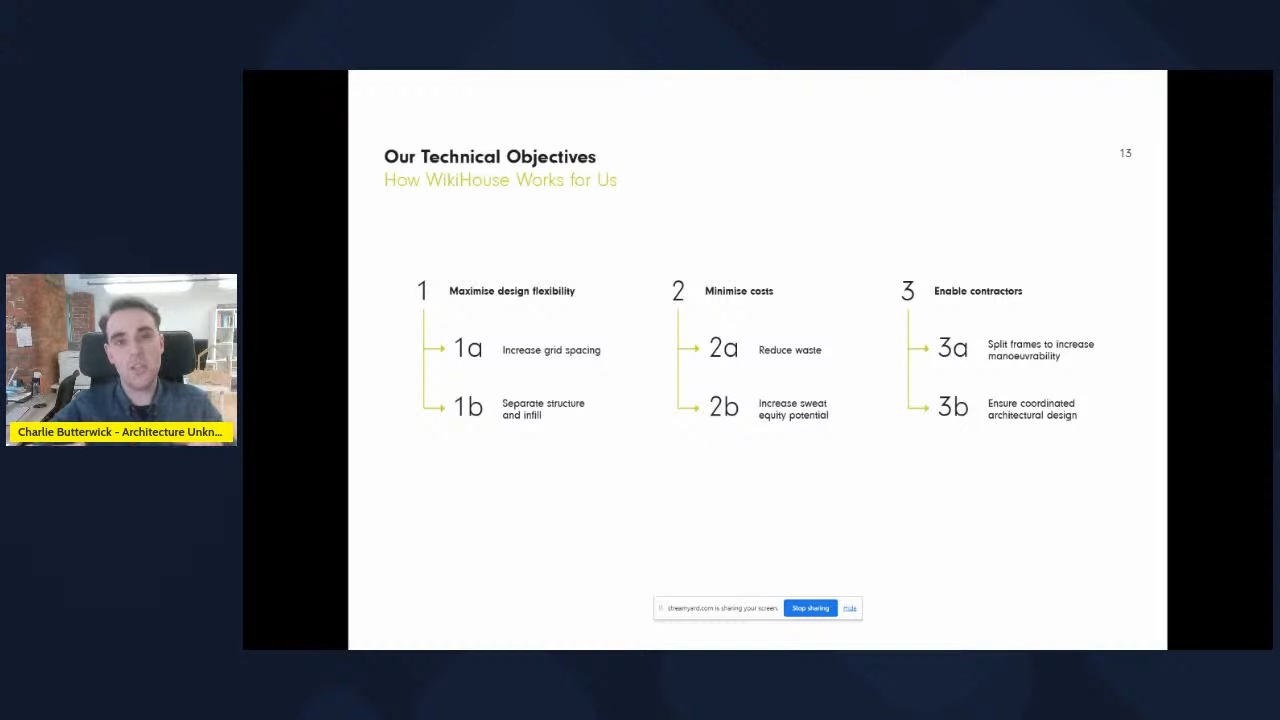 Our Technical Objectives
How WikiHouse Works for Us
13
1 Maximise design flexibility
1a Increase grid spacing
1b Separate structure
and infill
2 Minimise costs
2a Reduce waste
2b Increase sweat
equity potential
3 Enable contractors
3a Split frames to increase
manoeuvrability
3b Ensure coordinated
architectural design
Charlie Butterwick - Architecture Unkn...
streamyard.com is sharing your screen. Stop sharing Hide